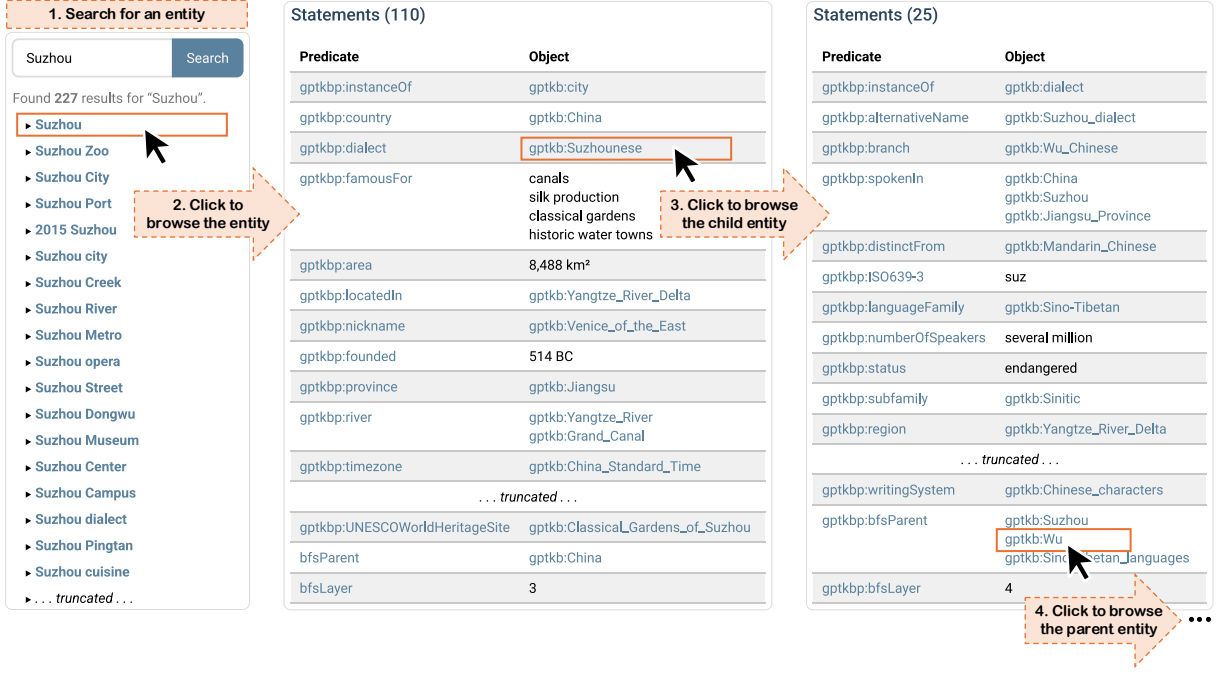 1. Search for an entity
Suzhou
Search
Found 227 results for “Suzhou”.
Suzhou
Suzhou Zoo
Suzhou City
Suzhou Port
2015 Suzhou
Suzhou city
Suzhou Creek
Suzhou River
Suzhou Metro
Suzhou opera
Suzhou Street
Suzhou Dongwu
Suzhou Museum
Suzhou Center
Suzhou Campus
Suzhou dialect
Suzhou Pingtan
Suzhou cuisine
. . . truncated . . .
2. Click to
browse the entity
Statements (110)
Predicate Object
gptkbp:instanceOf gptkb:city
gptkbp:country gptkb:China
gptkbp:dialect gptkb:Suzhounese
gptkbp:famousFor canals
silk production
classical gardens
historic water towns
gptkbp:area 8,488 km²
gptkbp:locatedIn gptkb:Yangtze_River_Delta
gptkbp:nickname gptkb:Venice_of_the_East
gptkbp:founded 514 BC
gptkbp:province gptkb:Jiangsu
gptkbp:river gptkb:Yangtze_River
gptkb:Grand_Canal
gptkbp:timezone gptkb:China_Standard_Time
. . . truncated . . .
gptkbp:UNESCOWorldHeritageSite gptkb:Classical_Gardens_of_Suzhou
bfsParent gptkb:China
bfsLayer 3
3. Click to browse
the child entity
Statements (25)
Predicate Object
gptkbp:instanceOf gptkb:dialect
gptkbp:alternativeName gptkb:Suzhou_dialect
gptkbp:branch gptkb:Wu_Chinese
gptkbp:spokenIn gptkb:China
gptkb:Suzhou
gptkb:Jiangsu_Province
gptkbp:distinctFrom gptkb:Mandarin_Chinese
gptkbp:ISO639-3 suz
gptkbp:languageFamily gptkb:Sino-Tibetan
gptkbp:numberOfSpeakers several million
gptkbp:status endangered
gptkbp:subfamily gptkb:Sinitic
gptkbp:region gptkb:Yangtze_River_Delta
. . . truncated . . .
gptkbp:writingSystem gptkb:Chinese_characters
gptkbp:bfsParent gptkb:Suzhou
gptkb:Wu
gptkbp:bfsLayer 4
4. Click to browse
the parent entity